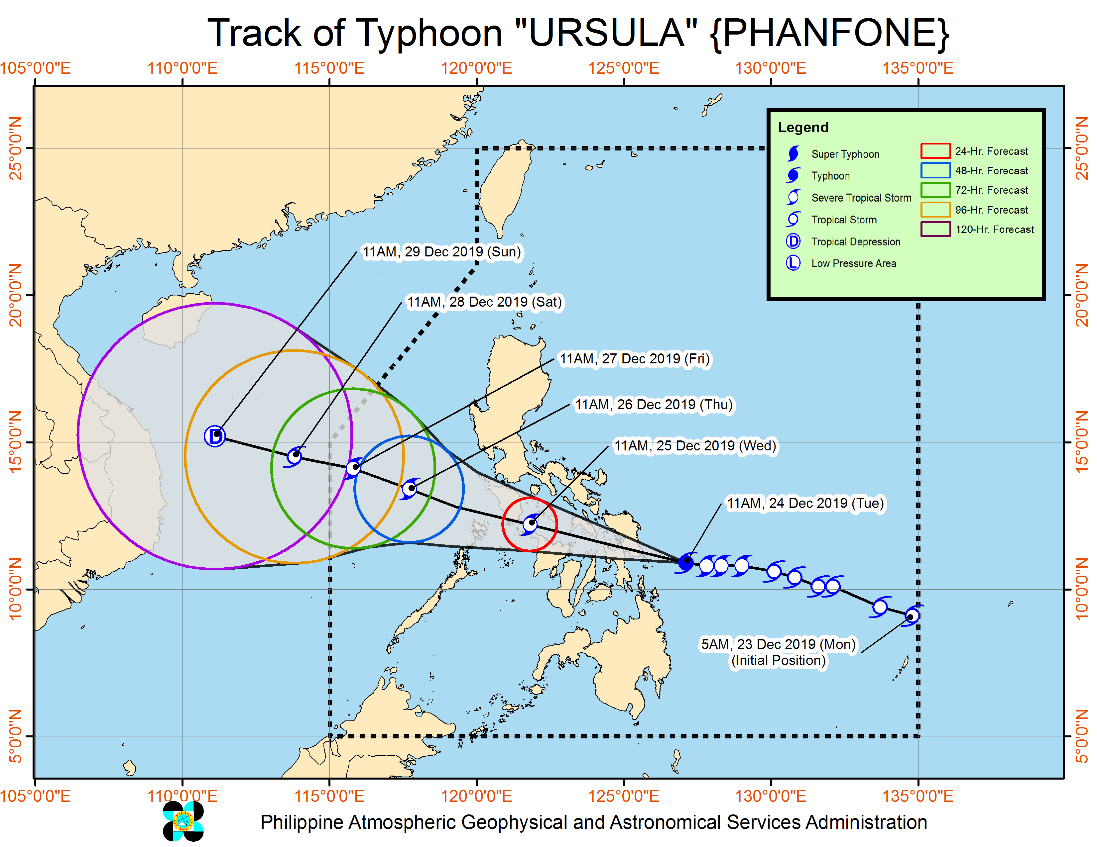 Track of Typhoon "URSULA" {PHANFONE}
105°0'0"E 110°0'0"E 115°0'0"E 120°0'0"E 125°0'0"E 130°0'0"E 135°0'0"E
Legend
Super Typhoon
Typhoon
Severe Tropical Storm
Tropical Storm
D Tropical Depression
L Low Pressure Area
24-Hr. Forecast
48-Hr. Forecast
72-Hr. Forecast
96-Hr. Forecast
120-Hr. Forecast
25°0'0"N
20°0'0"N
15°0'0"N
10°0'0"N
5°0'0"N
25°0'0"N
20°0'0"N
15°0'0"N
10°0'0"N
5°0'0"N
11AM, 29 Dec 2019 (Sun)
11AM, 28 Dec 2019 (Sat)
11AM, 27 Dec 2019 (Fri)
11AM, 26 Dec 2019 (Thu)
11AM, 25 Dec 2019 (Wed)
11AM, 24 Dec 2019 (Tue)
D
5AM, 23 Dec 2019 (Mon)
(Initial Position)
105°0'0"E 110°0'0"E 115°0'0"E 120°0'0"E 125°0'0"E 130°0'0"E 135°0'0"E
Philippine Atmospheric Geophysical and Astronomical Services Administration